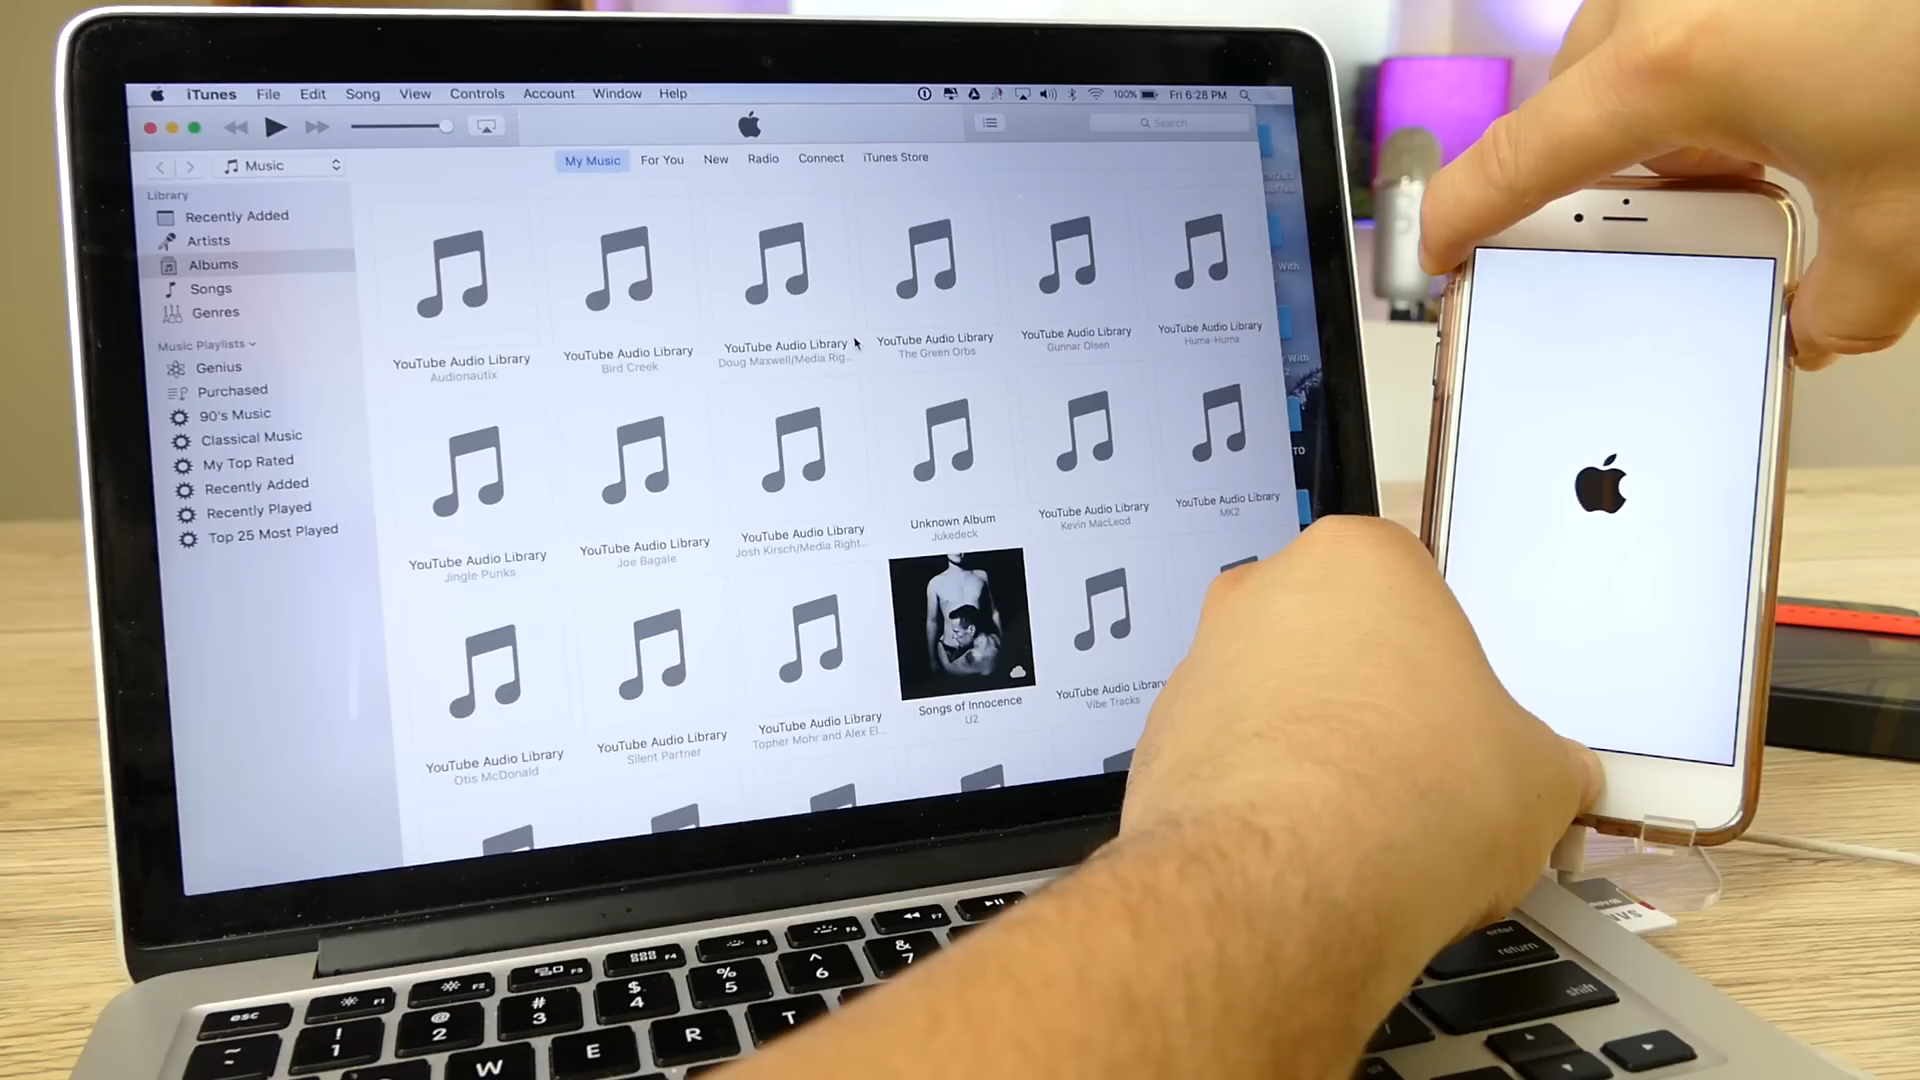 iTunes File Edit Song View Controls Account Window Help 100% Fri 6:28 PM
Search
Music
My Music For You New Radio Connect iTunes Store
Library
Recently Added
Artists
Albums
Songs
Genres
Music Playlists
Genius
Purchased
90's Music
Classical Music
My Top Rated
Recently Added
Recently Played
Top 25 Most Played
YouTube Audio Library
Audionautix
YouTube Audio Library
Bird Creek
YouTube Audio Library
Doug Maxwell/Media Rig...
YouTube Audio Library
The Green Orbs
YouTube Audio Library
Gunnar Olsen
YouTube Audio Library
Huma-Huma
YouTube Audio Library
Jingle Punks
YouTube Audio Library
Joe Bagale
YouTube Audio Library
Josh Kirsch/Media Right...
Unknown Album
Jukedeck
YouTube Audio Library
Kevin MacLeod
YouTube Audio Library
MK2
YouTube Audio Library
Otis McDonald
YouTube Audio Library
Silent Partner
YouTube Audio Library
Topher Mohr and Alex El...
Songs of Innocence
U2
YouTube Audio Library
Vibe Tracks
With
With
2
TO
esc F1 F2 F3 F4 F5 F6 F7
~ ! 1 @ 2 # 3 $ 4 % 5 ^ 6 & 7
W E R T
enter
return
shift